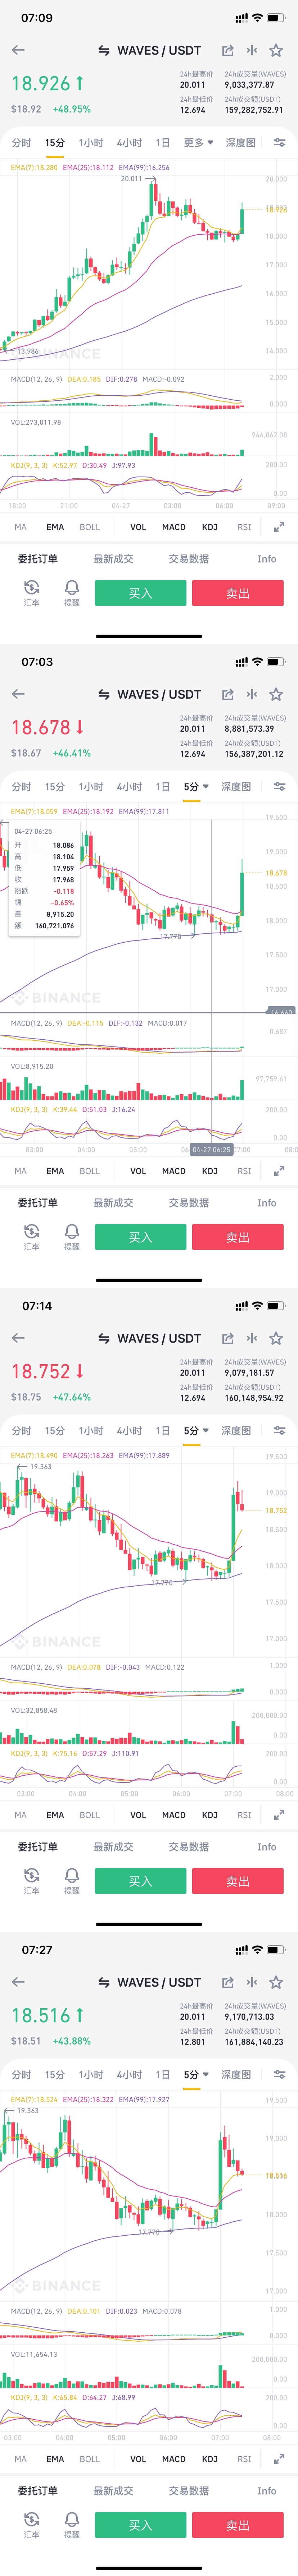 07:09
WAVES / USDT
18.926
$18.92 +48.95%
24h最高价 24h成交量(WAVES)
20.011 9,033,377.87
24h最低价 24h成交额(USDT)
12.694 159,282,752.91
分时 15分 1小时 4小时 1日 更多 深度图
EMA(7):18.280 EMA(25):18.112 EMA(99):16.256
20.011
20.000
18.926
18.000
17.000
16.000
15.000
14.000
13.986
BINANCE
MACD(12, 26, 9) DEA:0.185 DIF:0.278 MACD:-0.092
2.000
0.000
VOL:273,011.98
946,062.08
KDJ(9, 3, 3) K:52.97 D:30.49 J:97.93
200.00
0.00
18:00 21:00 04-27 03:00 06:00 09:00
MA EMA BOLL VOL MACD KDJ RSI
委托订单 最新成交 交易数据 Info
汇率 提醒 买入 卖出
07:03
WAVES / USDT
18.678
$18.67 +46.41%
24h最高价 24h成交量(WAVES)
20.011 8,881,573.39
24h最低价 24h成交额(USDT)
12.694 156,387,201.12
分时 15分 1小时 4小时 1日 5分 深度图
EMA(7):18.059 EMA(25):18.192 EMA(99):17.811
19.500
04-27 06:25
开 18.086
高 18.104
低 17.959
收 17.968
涨跌 -0.118
幅 -0.65%
量 8,915.20
额 160,721.076
19.000
18.678
18.500
18.000
17.770
17.000
BINANCE
MACD(12, 26, 9) DEA:-0.115 DIF:-0.132 MACD:0.017
0.687
VOL:8,915.20
97,759.61
KDJ(9, 3, 3) K:39.44 D:51.03 J:16.24
200.00
0.00
03:00 04:00 05:00 04-27 06:25 07:00 08:0
MA EMA BOLL VOL MACD KDJ RSI
委托订单 最新成交 交易数据 Info
汇率 提醒 买入 卖出
07:14
WAVES / USDT
18.752
$18.75 +47.64%
24h最高价 24h成交量(WAVES)
20.011 9,079,181.57
24h最低价 24h成交额(USDT)
12.694 160,148,954.92
分时 15分 1小时 4小时 1日 5分 深度图
EMA(7):18.490 EMA(25):18.263 EMA(99):17.889
19.363
19.500
19.000
18.752
18.500
18.000
17.770
17.000
BINANCE
MACD(12, 26, 9) DEA:0.078 DIF:-0.043 MACD:0.122
1.000
0.000
VOL:32,858.48
200,000.00
0.00
KDJ(9, 3, 3) K:75.16 D:57.29 J:110.91
200.00
0.00
03:00 04:00 05:00 06:00 07:00 08:00
MA EMA BOLL VOL MACD KDJ RSI
委托订单 最新成交 交易数据 Info
汇率 提醒 买入 卖出
07:27
WAVES / USDT
18.516
$18.51 +43.88%
24h最高价 24h成交量(WAVES)
20.011 9,170,713.03
24h最低价 24h成交额(USDT)
12.801 161,884,140.23
分时 15分 1小时 4小时 1日 5分 深度图
EMA(7):18.524 EMA(25):18.322 EMA(99):17.927
19.363
19.500
19.000
18.516
18.000
17.770
17.500
17.000
BINANCE
MACD(12, 26, 9) DEA:0.101 DIF:0.023 MACD:0.078
1.000
0.000
VOL:11,654.13
200,000.00
0.00
KDJ(9, 3, 3) K:65.84 D:64.27 J:68.99
200.00
0.00
03:00 04:00 05:00 06:00 07:00 08:00
MA EMA BOLL VOL MACD KDJ RSI
委托订单 最新成交 交易数据 Info
汇率 提醒 买入 卖出